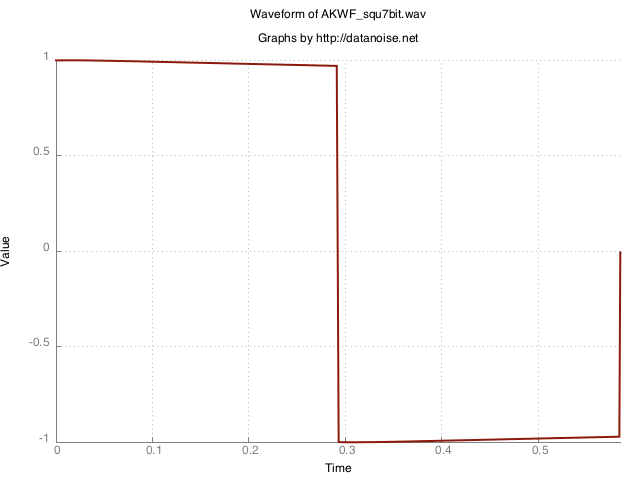 Waveform of AKWF_squ7bit.wav
Graphs by http://datanoise.net
1
0.5
0
-0.5
-1
Value
0 0.1 0.2 0.3 0.4 0.5
Time